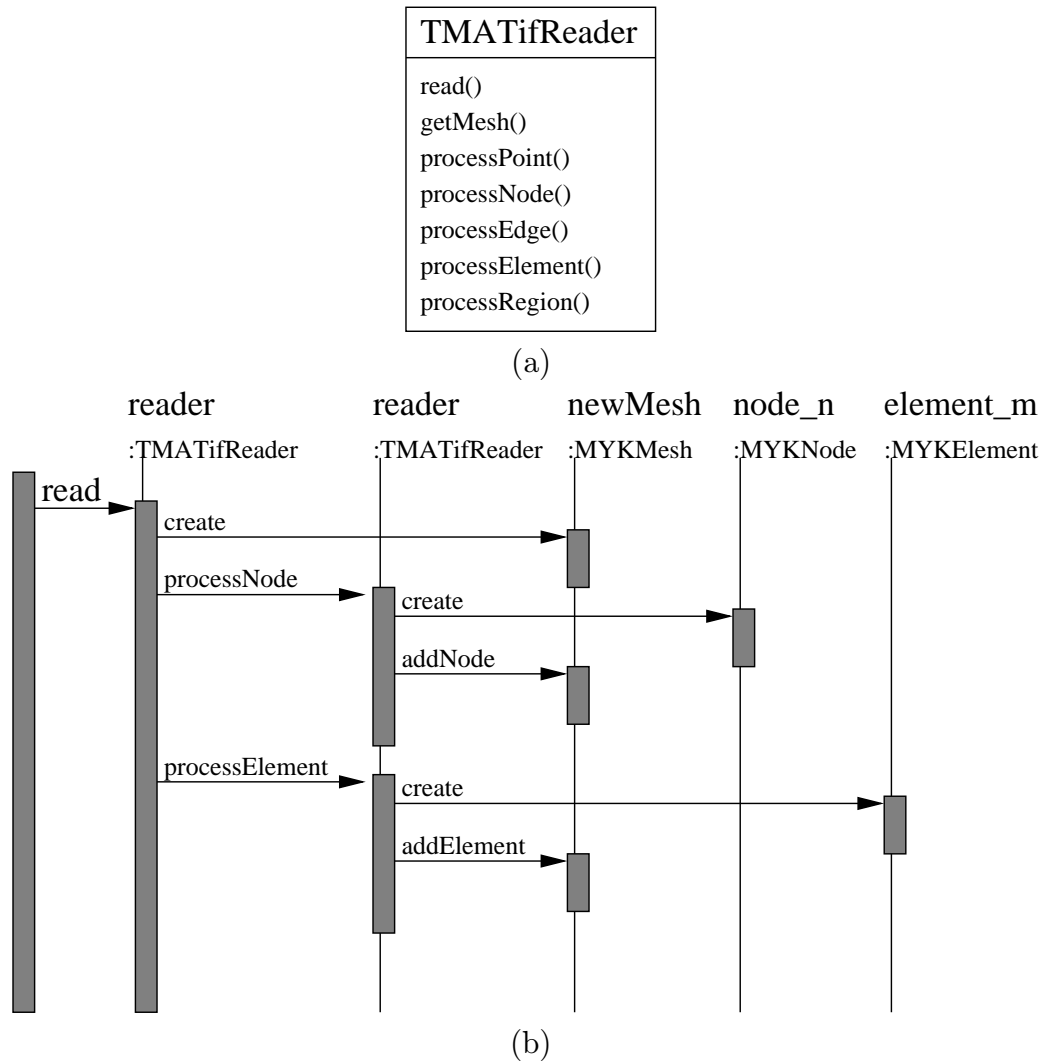 TMATifReader
read()
getMesh()
processPoint()
processNode()
processEdge()
processElement()
processRegion()
(a)
reader reader newMesh node_n element_m
:TMATifReader :TMATifReader :MYKMesh :MYKNode :MYKElement
read
create
processNode
create
addNode
processElement
create
addElement
(b)